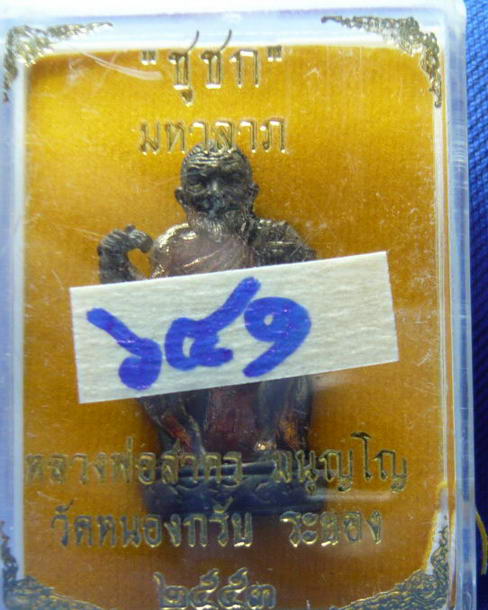 "ชูชก"
มหาลาภ
๖๔๑
หลวงพ่อสาคร มนุญโญ
วัดหนองกรับ ระยอง
๒๕๕๓